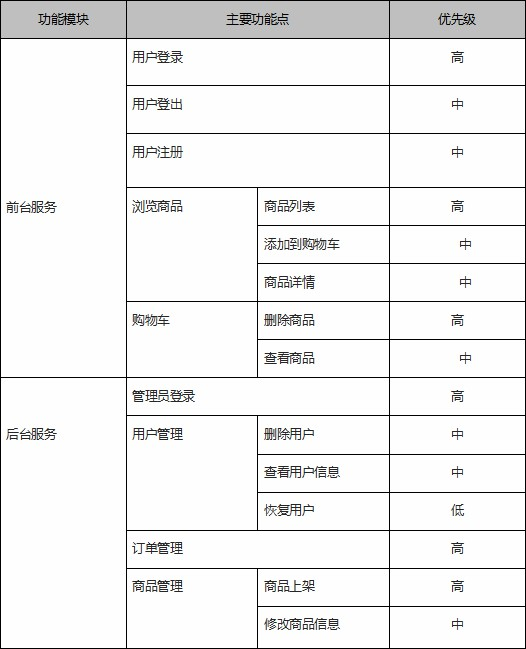 功能模块 主要功能点 优先级
用户登录 高
用户登出 中
用户注册 中
前台服务 浏览商品 商品列表 高
添加到购物车 中
商品详情 中
购物车 删除商品 高
查看商品 中
管理员登录 高
后台服务 用户管理 删除用户 中
查看用户信息 中
恢复用户 低
订单管理 高
商品管理 商品上架 高
修改商品信息 中